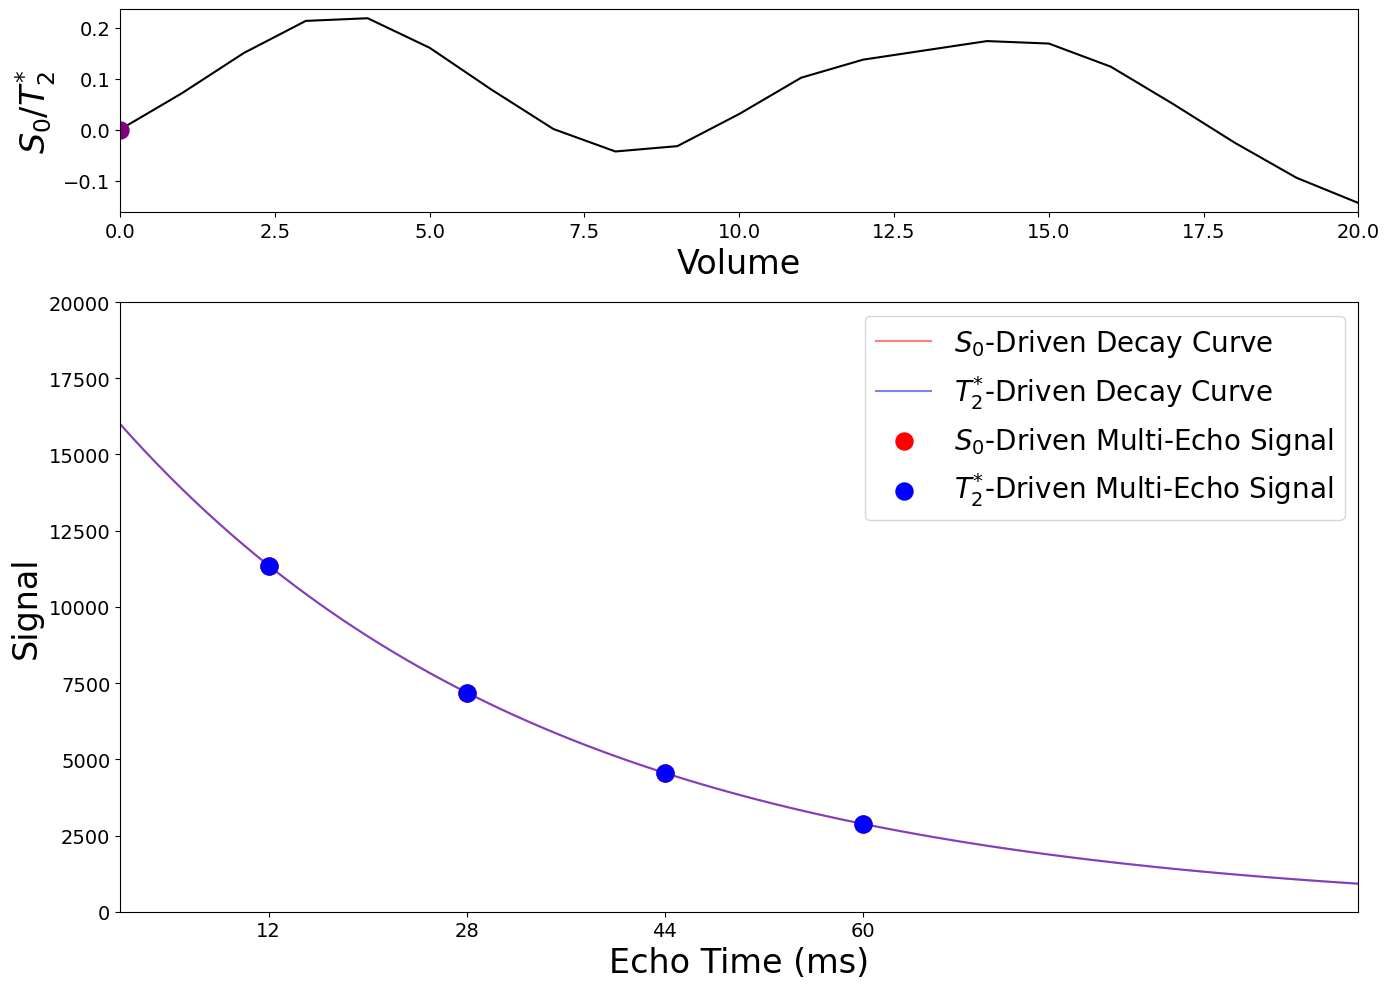 S₀/T₂*
0.2
0.1
0.0
−0.1
0.0 2.5 5.0 7.5 10.0 12.5 15.0 17.5 20.0
Volume
Signal
20000
17500
15000
12500
10000
7500
5000
2500
0
S₀-Driven Decay Curve
T₂*-Driven Decay Curve
S₀-Driven Multi-Echo Signal
T₂*-Driven Multi-Echo Signal
12 28 44 60
Echo Time (ms)